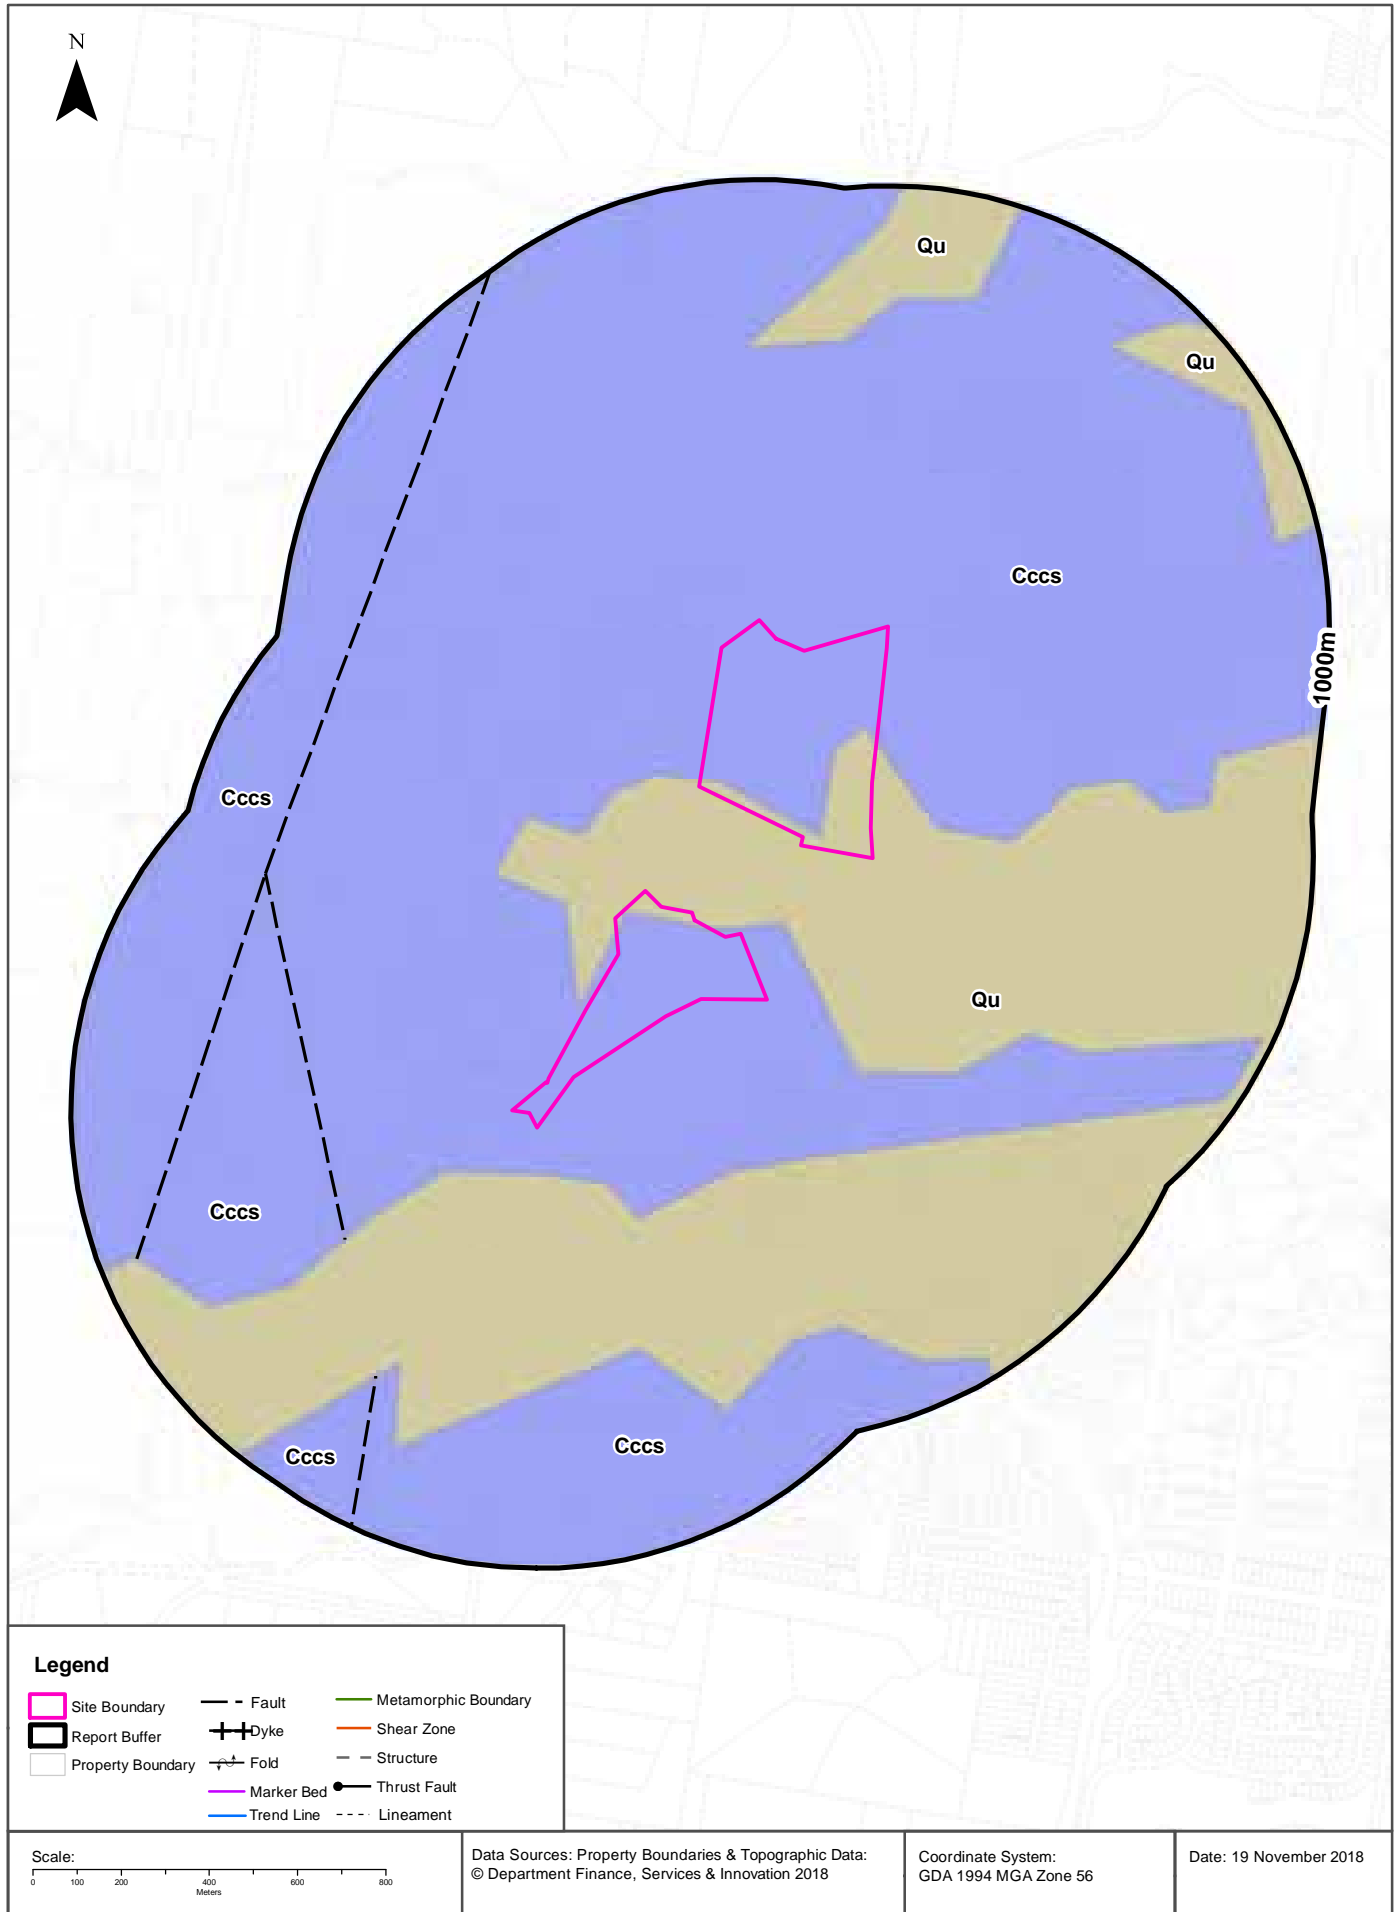 N
Qu
Qu
Cccs
1000m
Cccs
Qu
Cccs
Cccs
Cccs
Legend
Site Boundary
Report Buffer
Property Boundary
Fault
Dyke
Fold
Marker Bed
Trend Line
Metamorphic Boundary
Shear Zone
Structure
Thrust Fault
Lineament
Scale:
0 100 200 400 600 800
Meters
Data Sources: Property Boundaries & Topographic Data:
© Department Finance, Services & Innovation 2018
Coordinate System:
GDA 1994 MGA Zone 56
Date: 19 November 2018